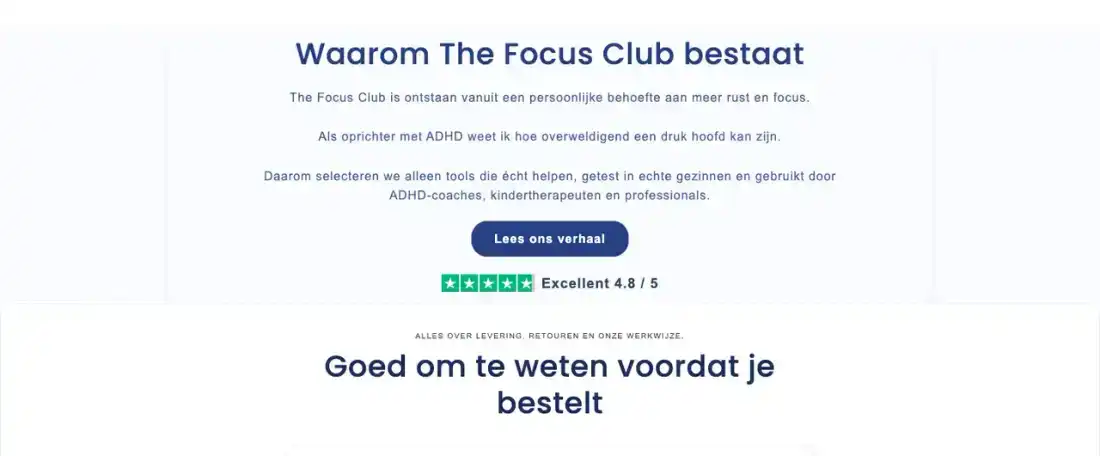 Waarom The Focus Club bestaat
The Focus Club is ontstaan vanuit een persoonlijke behoefte aan meer rust en focus.
Als oprichter met ADHD weet ik hoe overweldigend een druk hoofd kan zijn.
Daarom selecteren we alleen tools die écht helpen, getest in echte gezinnen en gebruikt door
ADHD-coaches, kindertherapeuten en professionals.
Lees ons verhaal
Excellent 4.8 / 5
ALLES OVER LEVERING, RETOUREN EN ONZE WERKWIJZE.
Goed om te weten voordat je
bestelt